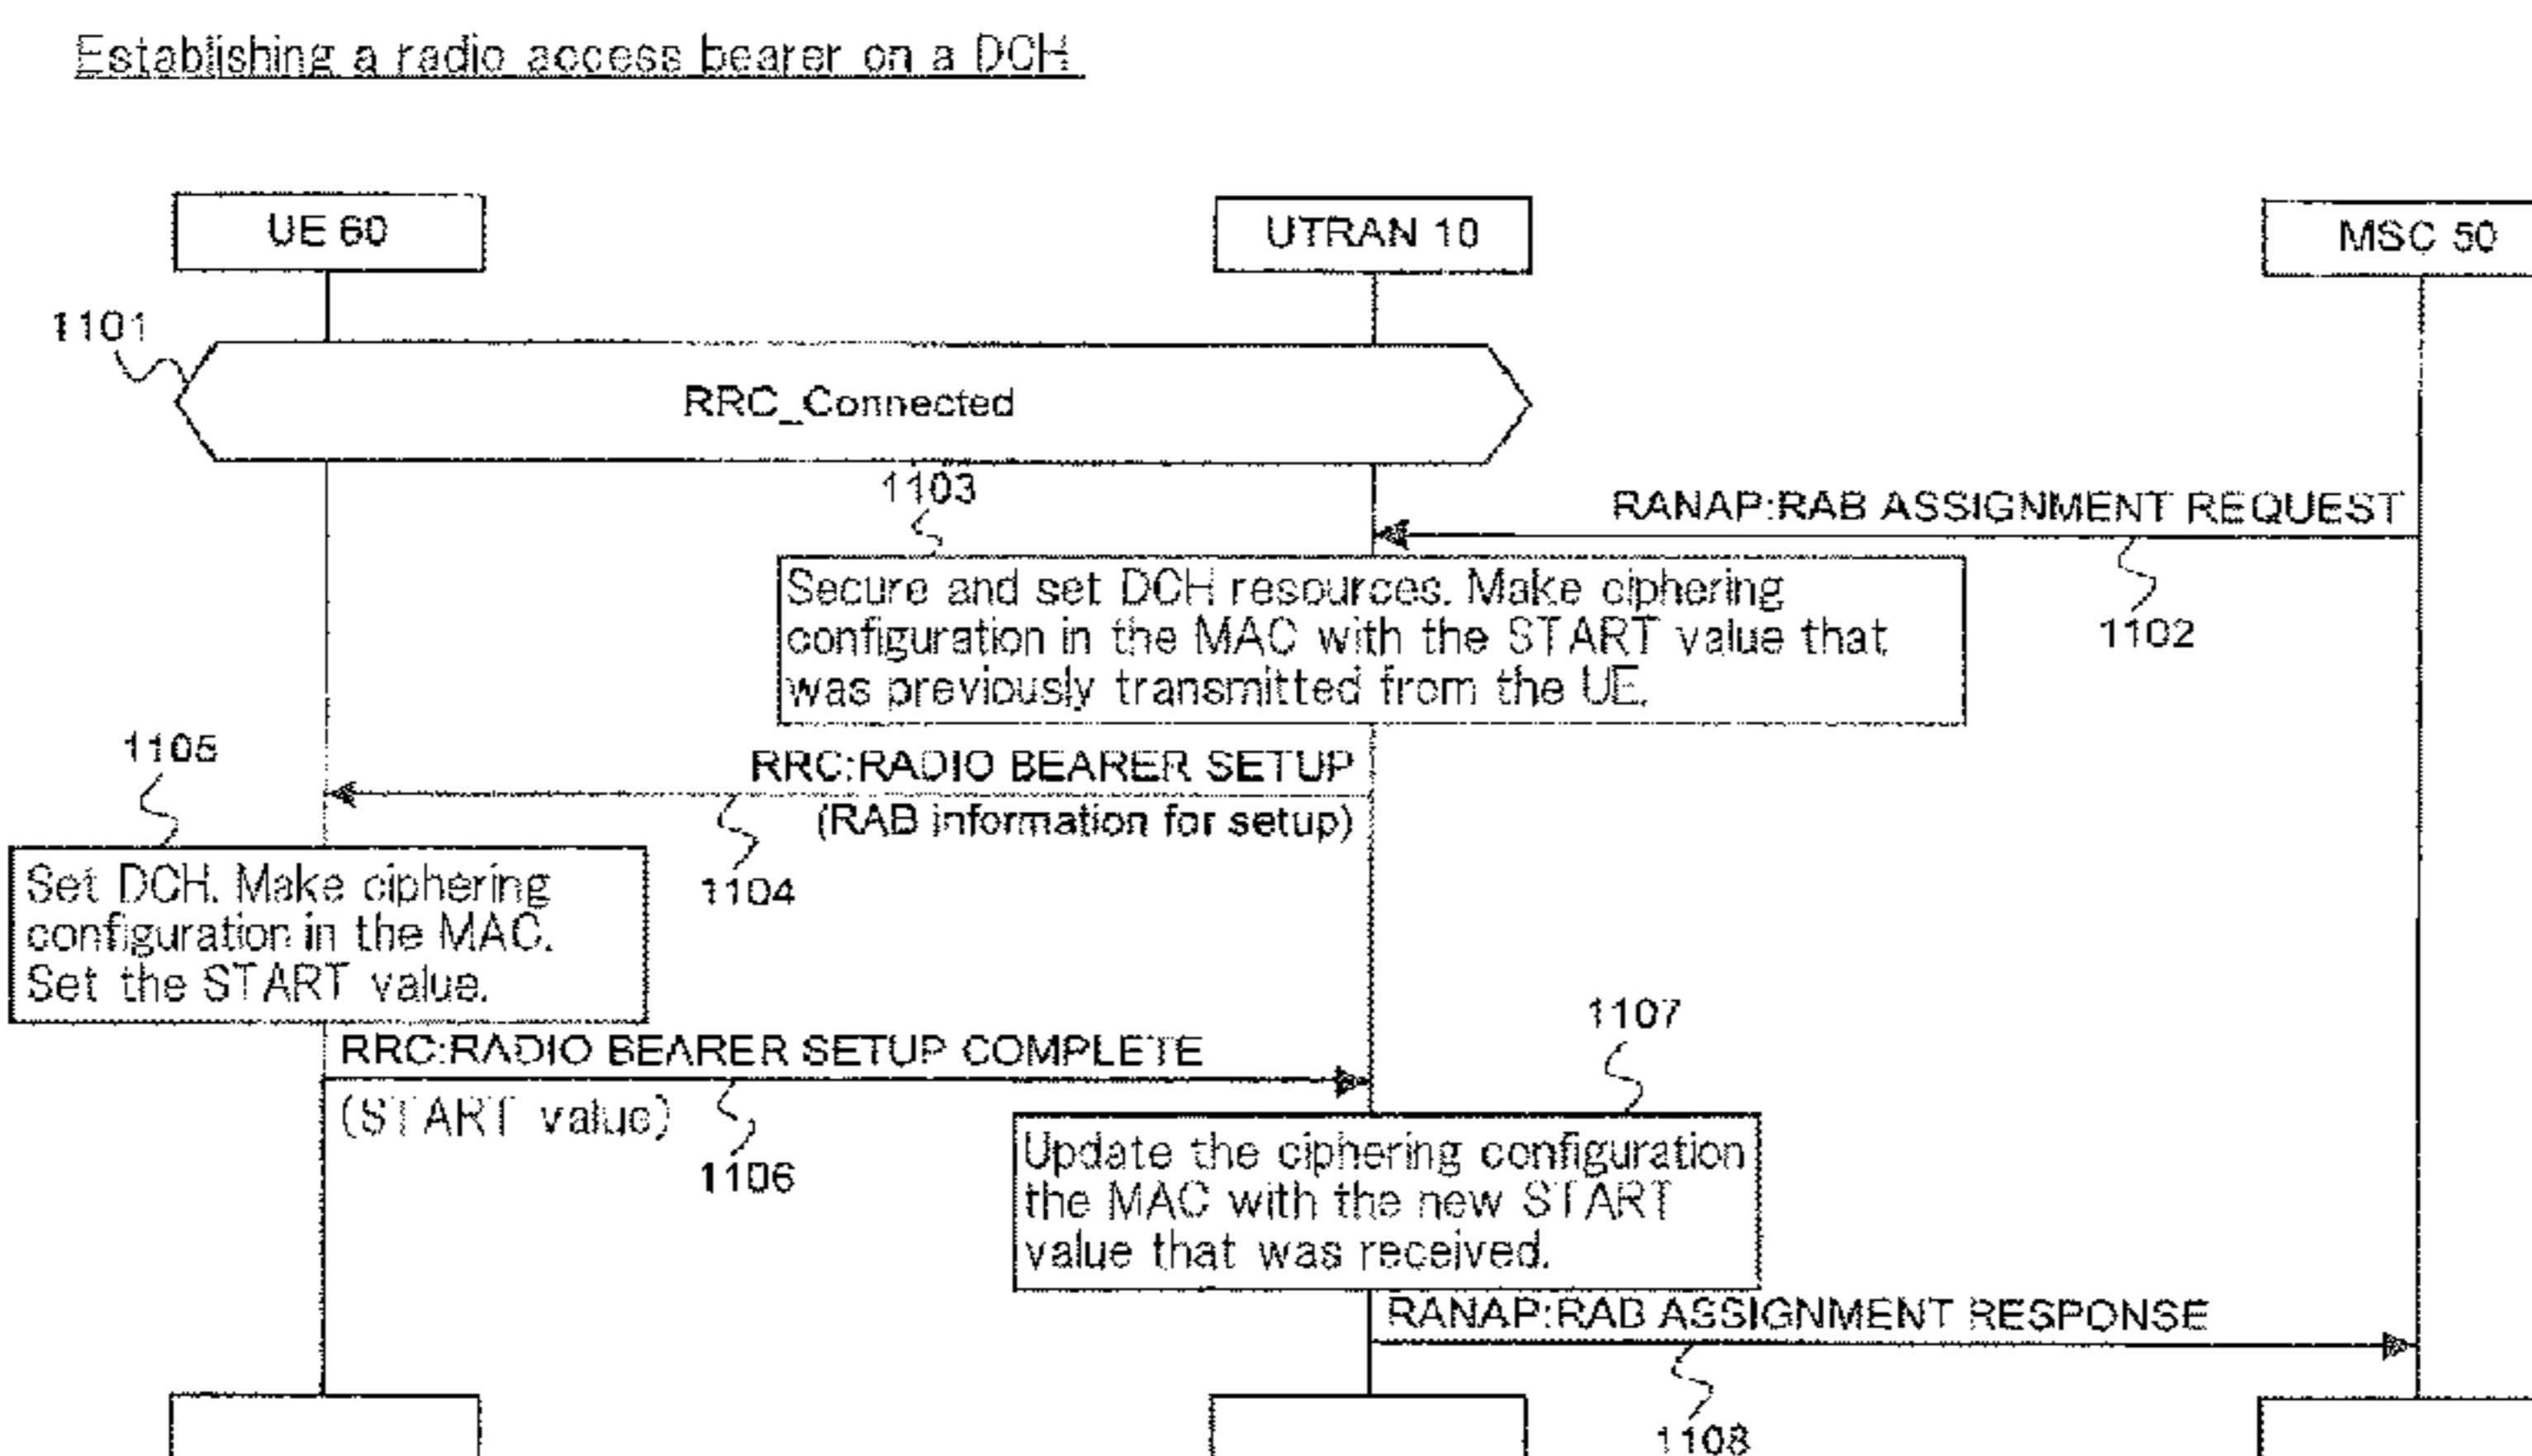 Establishing a radio access bearer on a DCH
UE 60
UTRAN 10
MSC 50
1101
RRC_Connected
1103
RANAP:RAB ASSIGNMENT REQUEST
Secure and set DCH resources. Make ciphering
configuration in the MAC with the START value that
was previously transmitted from the UE.
1102
1105
RRC:RADIO BEARER SETUP
(RAB information for setup)
1104
Set DCH. Make ciphering
configuration in the MAC.
Set the START value.
RRC:RADIO BEARER SETUP COMPLETE
(START value)
1106
1107
Update the ciphering configuration
the MAC with the new START
value that was received.
RANAP:RAB ASSIGNMENT RESPONSE
1108